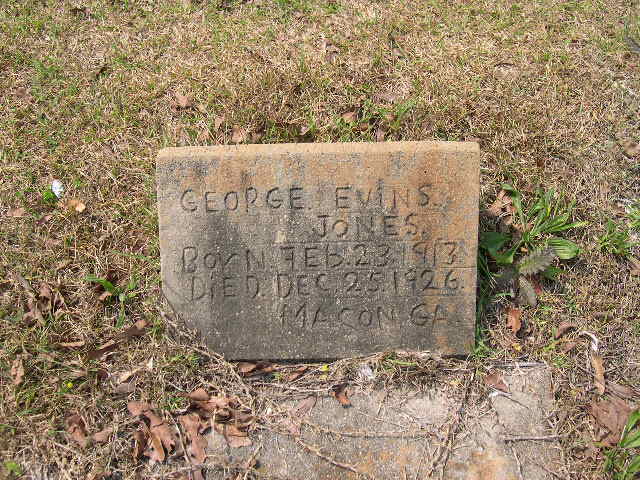 GEORGE. EVINS.
JONES.
BORN FEB.23.1913.
DIED. DEC 25.1926.
MACON GA.